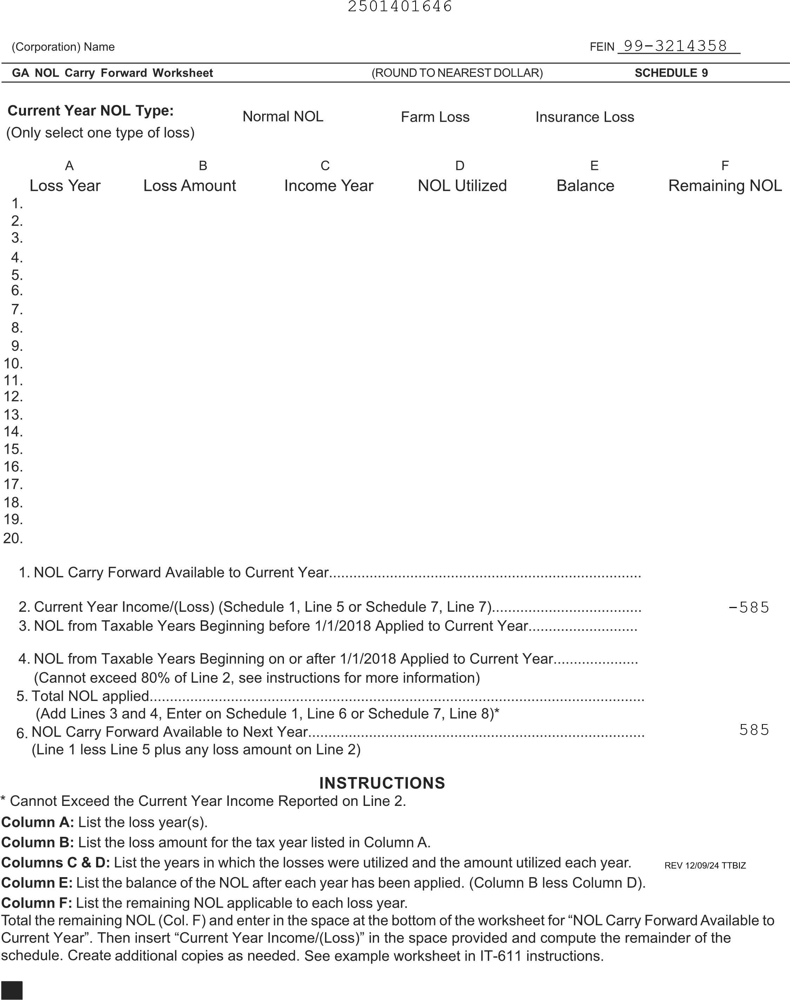 2501401646
(Corporation) Name FEIN 99-3214358
GA NOL Carry Forward Worksheet (ROUND TO NEAREST DOLLAR) SCHEDULE 9
Current Year NOL Type: Normal NOL Farm Loss Insurance Loss
(Only select one type of loss)
A B C D E F
Loss Year Loss Amount Income Year NOL Utilized Balance Remaining NOL
1.
2.
3.
4.
5.
6.
7.
8.
9.
10.
11.
12.
13.
14.
15.
16.
17.
18.
19.
20.
1. NOL Carry Forward Available to Current Year.............................................................................
2. Current Year Income/(Loss) (Schedule 1, Line 5 or Schedule 7, Line 7)..................................... -585
3. NOL from Taxable Years Beginning before 1/1/2018 Applied to Current Year...........................
4. NOL from Taxable Years Beginning on or after 1/1/2018 Applied to Current Year.....................
(Cannot exceed 80% of Line 2, see instructions for more information)
5. Total NOL applied..........................................................................................................................
(Add Lines 3 and 4, Enter on Schedule 1, Line 6 or Schedule 7, Line 8)*
6. NOL Carry Forward Available to Next Year................................................................................... 585
(Line 1 less Line 5 plus any loss amount on Line 2)
INSTRUCTIONS
* Cannot Exceed the Current Year Income Reported on Line 2.
Column A: List the loss year(s).
Column B: List the loss amount for the tax year listed in Column A.
Columns C & D: List the years in which the losses were utilized and the amount utilized each year. REV 12/09/24 TTBIZ
Column E: List the balance of the NOL after each year has been applied. (Column B less Column D).
Column F: List the remaining NOL applicable to each loss year.
Total the remaining NOL (Col. F) and enter in the space at the bottom of the worksheet for “NOL Carry Forward Available to
Current Year”. Then insert “Current Year Income/(Loss)” in the space provided and compute the remainder of the
schedule. Create additional copies as needed. See example worksheet in IT-611 instructions.